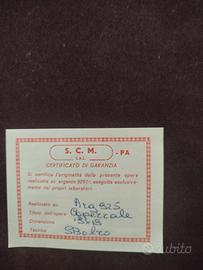 S. C. M. -PA
s.r.l.
CERTIFICATO DI GARANZIA
Si certifica l'originalità della presente opera
realizzata su argento 925%, eseguita esclusiva-
mente nei propri laboratori.
Realizzato su Arg 925
Titolo dell'opera
Dimensione
Tecnica Sbalzo
subito